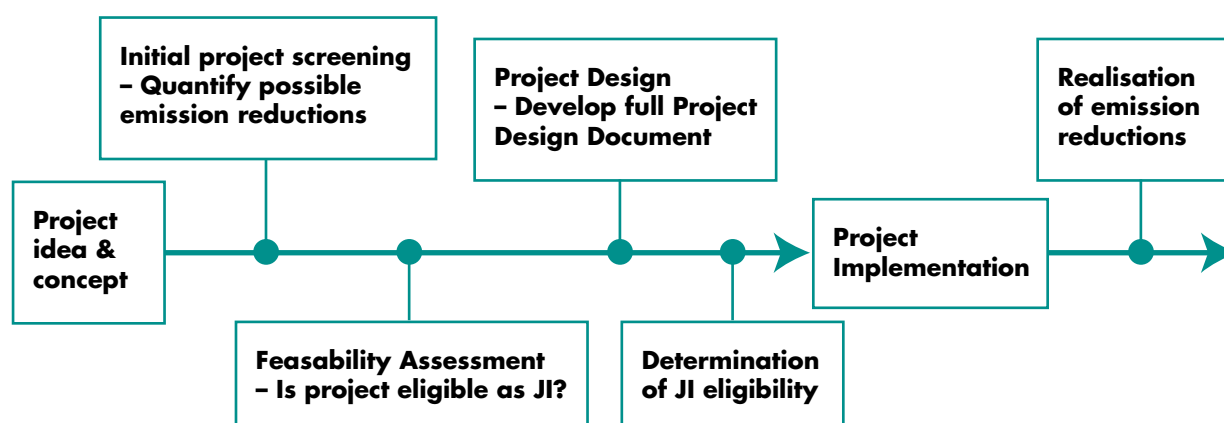 Project
idea &
concept
Initial project screening
– Quantify possible
emission reductions
Feasability Assessment
– Is project eligible as JI?
Project Design
– Develop full Project
Design Document
Determination
of JI eligibility
Project
Implementation
Realisation
of emission
reductions